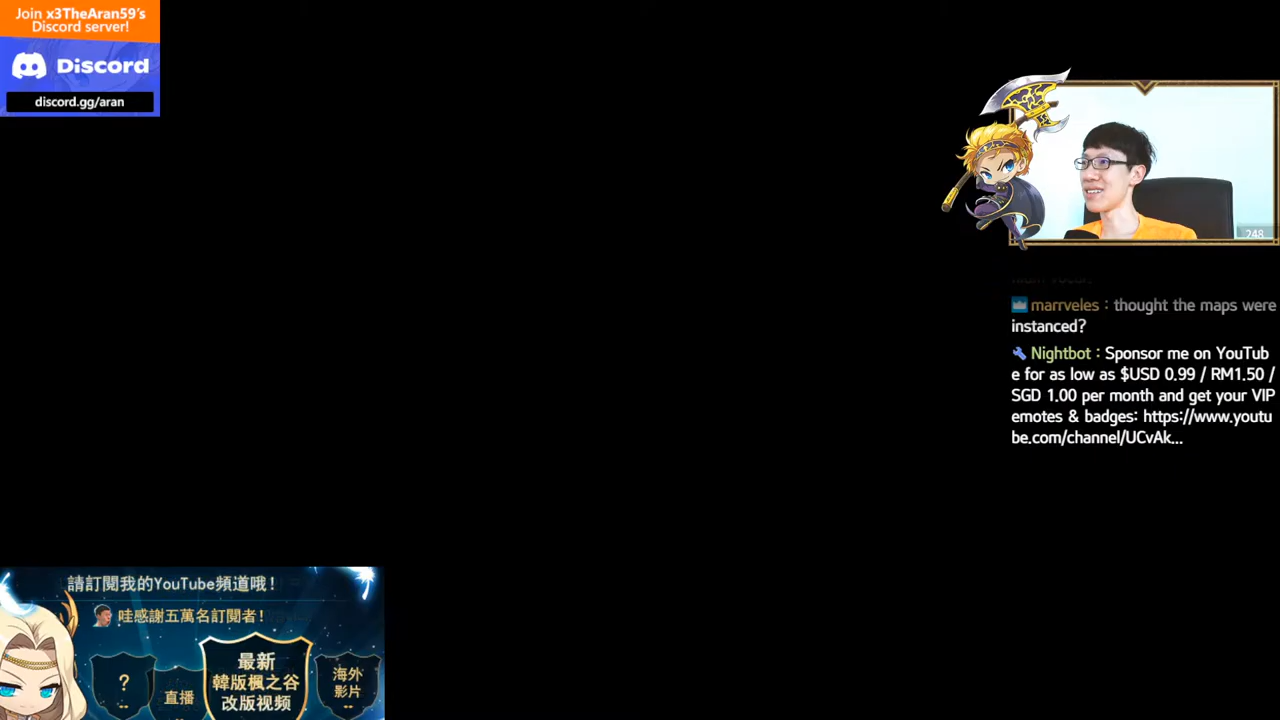 Join x3TheAran59's
Discord server!
Discord
discord.gg/aran
248
marrveles : thought the maps were
instanced?
Nightbot : Sponsor me on YouTub
e for as low as $USD 0.99 / RM1.50 /
SGD 1.00 per month and get your VIP
emotes & badges: https://www.youtu
be.com/channel/UCvAk...
請訂閱我的YouTube頻道哦!
哇感謝五萬名訂閱者!
?
--
直播
最新
韓版楓之谷
改版视频
海外
影片
--